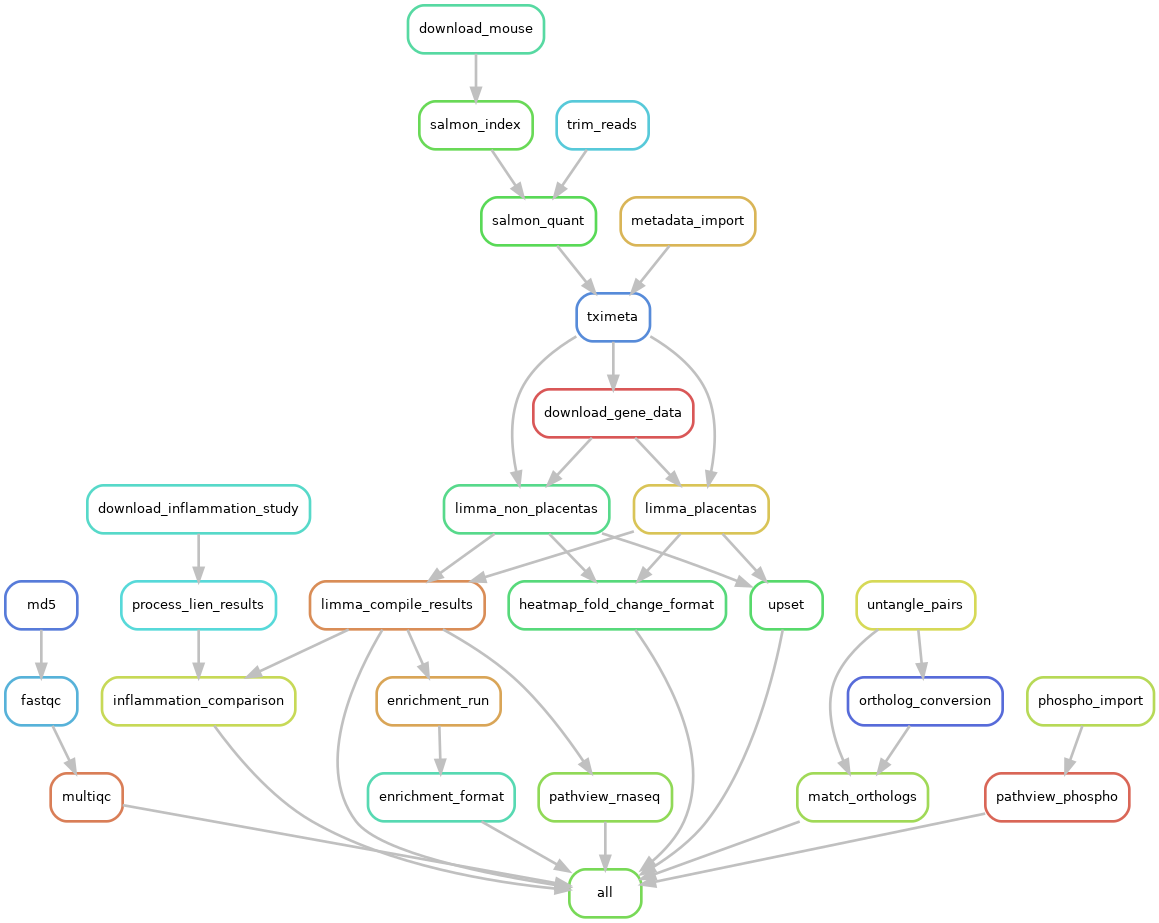 download_mouse
salmon_index
trim_reads
salmon_quant
metadata_import
tximeta
download_gene_data
download_inflammation_study
limma_non_placentas
limma_placentas
md5
process_lien_results
limma_compile_results
heatmap_fold_change_format
upset
untangle_pairs
fastqc
inflammation_comparison
enrichment_run
ortholog_conversion
phospho_import
multiqc
enrichment_format
pathview_rnaseq
match_orthologs
pathview_phospho
all